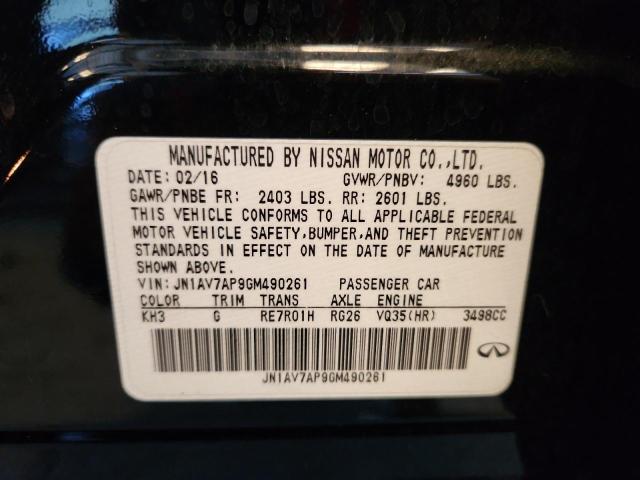 MANUFACTURED BY NISSAN MOTOR CO.,LTD.
DATE: 02/16 GVWR/PNBV: 4960 LBS.
GAWR/PNBE FR: 2403 LBS. RR: 2601 LBS.
THIS VEHICLE CONFORMS TO ALL APPLICABLE FEDERAL
MOTOR VEHICLE SAFETY,BUMPER,AND THEFT PREVENTION
STANDARDS IN EFFECT ON THE DATE OF MANUFACTURE
SHOWN ABOVE.
VIN: JN1AV7AP9GM490261 PASSENGER CAR
COLOR TRIM TRANS AXLE ENGINE
KH3 G RE7R01H RG26 VQ35(HR) 3498CC
JN1AV7AP9GM490261